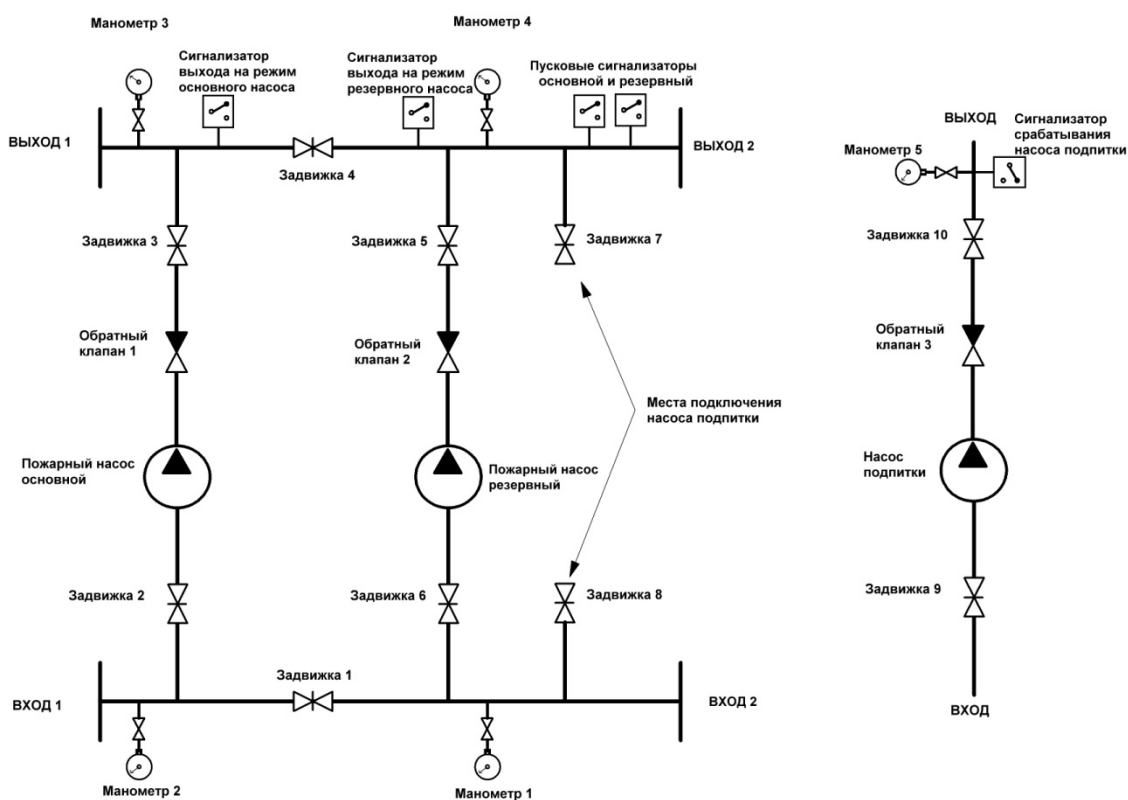 Манометр 3
Манометр 4
Сигнализатор
выхода на режим
основного насоса
Сигнализатор
выхода на режим
резервного насоса
Пусковые сигнализаторы
основной и резервный
ВЫХОД 1
ВЫХОД 2
Задвижка 4
Задвижка 3
Задвижка 5
Задвижка 7
Обратный
клапан 1
Обратный
клапан 2
Места подключения
насоса подпитки
Пожарный насос
основной
Пожарный насос
резервный
Задвижка 2
Задвижка 6
Задвижка 8
Задвижка 1
ВХОД 1
ВХОД 2
Манометр 2
Манометр 1
ВЫХОД
Сигнализатор
срабатывания
насоса подпитки
Манометр 5
Задвижка 10
Обратный
клапан 3
Насос
подпитки
Задвижка 9
ВХОД